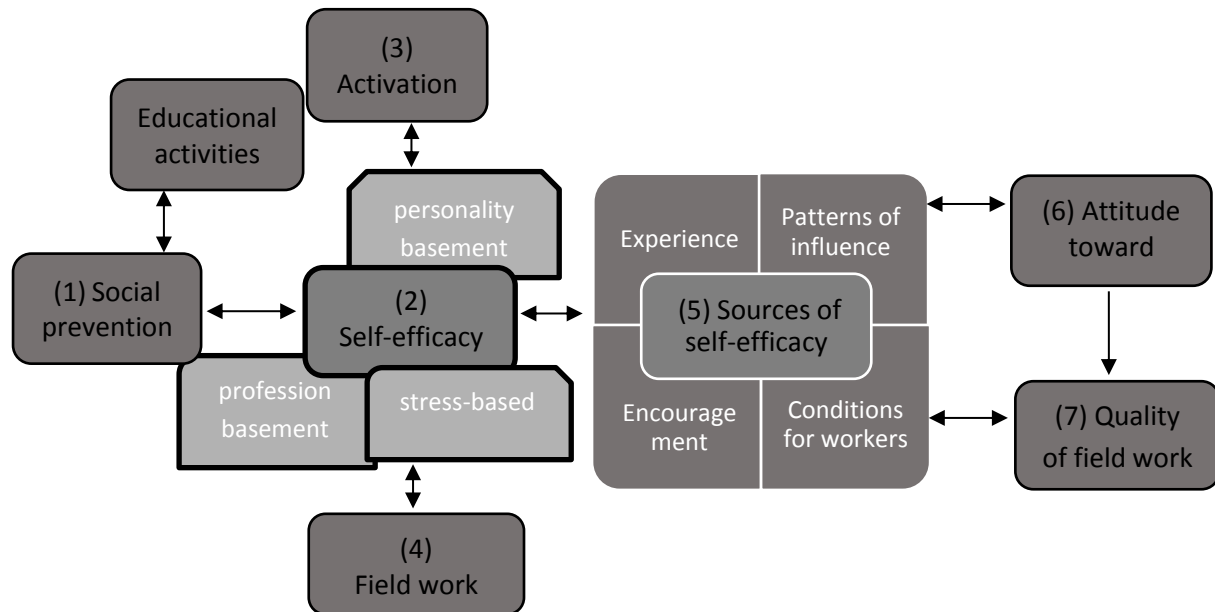 (3)
Activation
Educational
activities
personality
basement
(1) Social
prevention
(2)
Self-efficacy
profession
basement
stress-based
(4)
Field work
Experience
Patterns of
influence
(5) Sources of
self-efficacy
Encourage
ment
Conditions
for workers
(6) Attitude
toward
(7) Quality
of field work